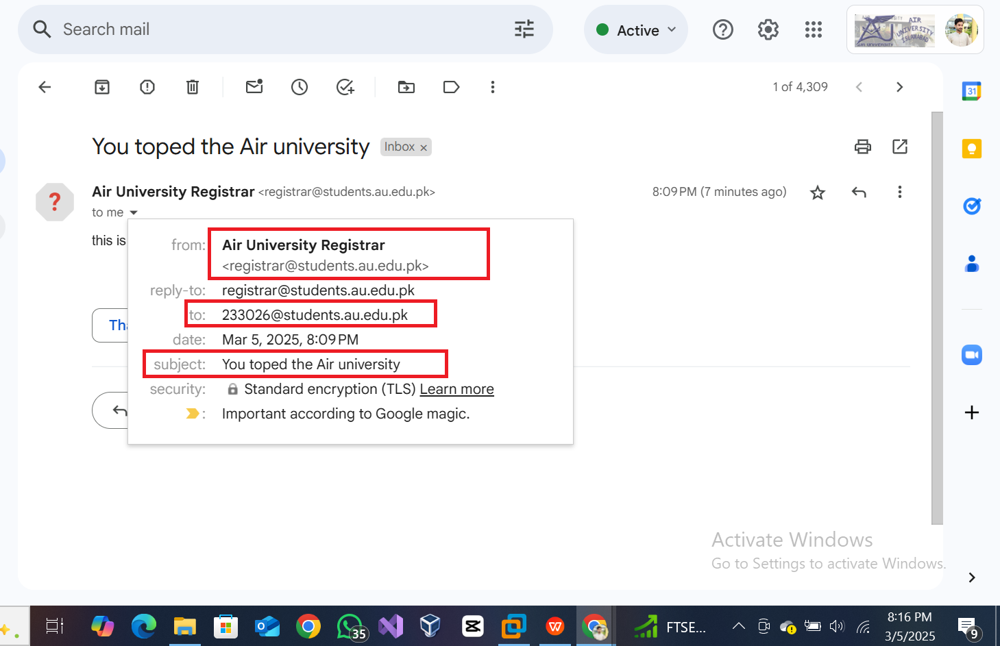 Search mail
Active
AIR UNIVERSITY ISLAMABAD
AIR UNIVERSITY
1 of 4,309
31
You toped the Air university
Inbox ×
Air University Registrar <registrar@students.au.edu.pk>
8:09 PM (7 minutes ago)
to me
this is
from: Air University Registrar
<registrar@students.au.edu.pk>
reply-to: registrar@students.au.edu.pk
to: 233026@students.au.edu.pk
date: Mar 5, 2025, 8:09 PM
subject: You toped the Air university
security: Standard encryption (TLS) Learn more
: Important according to Google magic.
Tha
Activate Windows
Go to Settings to activate Windows.
35
FTSE...
8:16 PM
3/5/2025
9